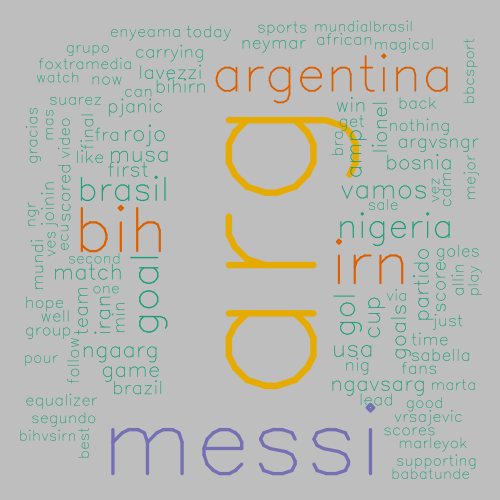 enyeama today
sports mundialbrasil
grupo
carrying
neymar african magical
foxtramedia
lavezzi
argentina
bbcsport
watch now
can bihirn
suarez
pjanic
win
back
gracias
mas
video
final
fra
rojo
arg
bra
get
amp
lionel
nothing
argvsngr
like
musa
first
bosnia
mejor
joinin
scored
brasil
vamos
vez
cdma
sale
ngr
yes
ecu
bih
nigeria
second
irn
goles
mundi
match
goal
partido
score
allin
play
one
hope
well
team
iran
min
gol
cup
via
goals
just
group
time
pour
follow
ngaarg
usa
sabella
game
nig
fans
brazil
ngavsarg marta
equalizer
lead
good
segundo
messi
vrsajevic
bihvsirn
best
scores
marleyok
supporting
babatunde